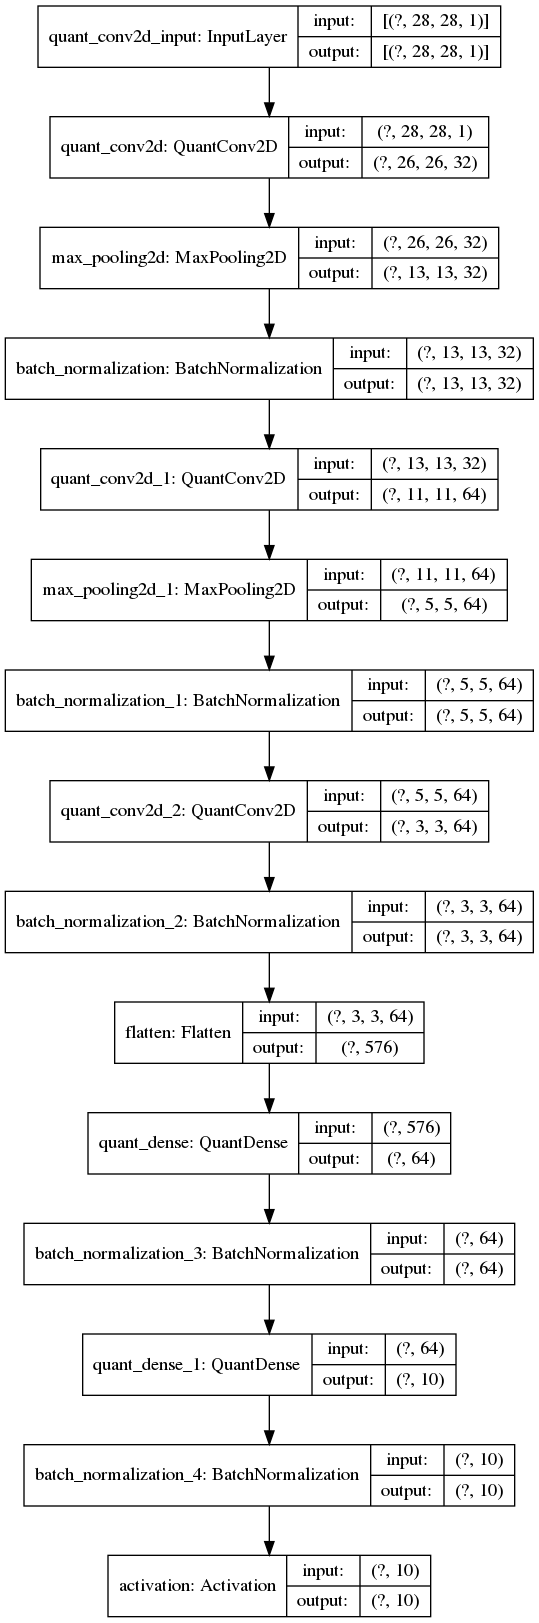 quant_conv2d_input: InputLayer
input:
[(?, 28, 28, 1)]
output:
[(?, 28, 28, 1)]
quant_conv2d: QuantConv2D
input:
(?, 28, 28, 1)
output:
(?, 26, 26, 32)
max_pooling2d: MaxPooling2D
input:
(?, 26, 26, 32)
output:
(?, 13, 13, 32)
batch_normalization: BatchNormalization
input:
(?, 13, 13, 32)
output:
(?, 13, 13, 32)
quant_conv2d_1: QuantConv2D
input:
(?, 13, 13, 32)
output:
(?, 11, 11, 64)
max_pooling2d_1: MaxPooling2D
input:
(?, 11, 11, 64)
output:
(?, 5, 5, 64)
batch_normalization_1: BatchNormalization
input:
(?, 5, 5, 64)
output:
(?, 5, 5, 64)
quant_conv2d_2: QuantConv2D
input:
(?, 5, 5, 64)
output:
(?, 3, 3, 64)
batch_normalization_2: BatchNormalization
input:
(?, 3, 3, 64)
output:
(?, 3, 3, 64)
flatten: Flatten
input:
(?, 3, 3, 64)
output:
(?, 576)
quant_dense: QuantDense
input:
(?, 576)
output:
(?, 64)
batch_normalization_3: BatchNormalization
input:
(?, 64)
output:
(?, 64)
quant_dense_1: QuantDense
input:
(?, 64)
output:
(?, 10)
batch_normalization_4: BatchNormalization
input:
(?, 10)
output:
(?, 10)
activation: Activation
input:
(?, 10)
output:
(?, 10)